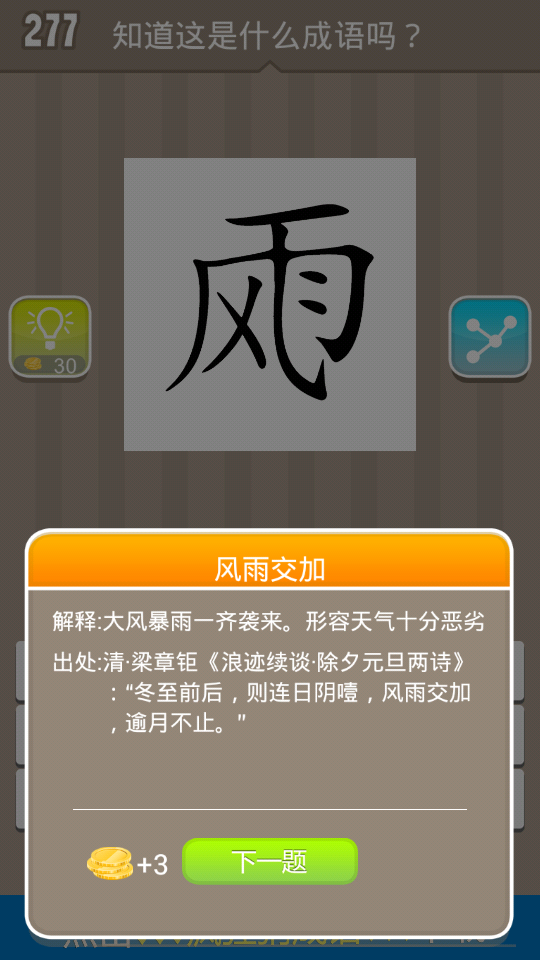 277
知道这是什么成语吗？
30
风雨交加
解释:大风暴雨一齐袭来。形容天气十分恶劣
出处:清·梁章钜《浪迹续谈·除夕元旦两诗》
：“冬至前后，则连日阴噎，风雨交加
，逾月不止。”
+3
下一题